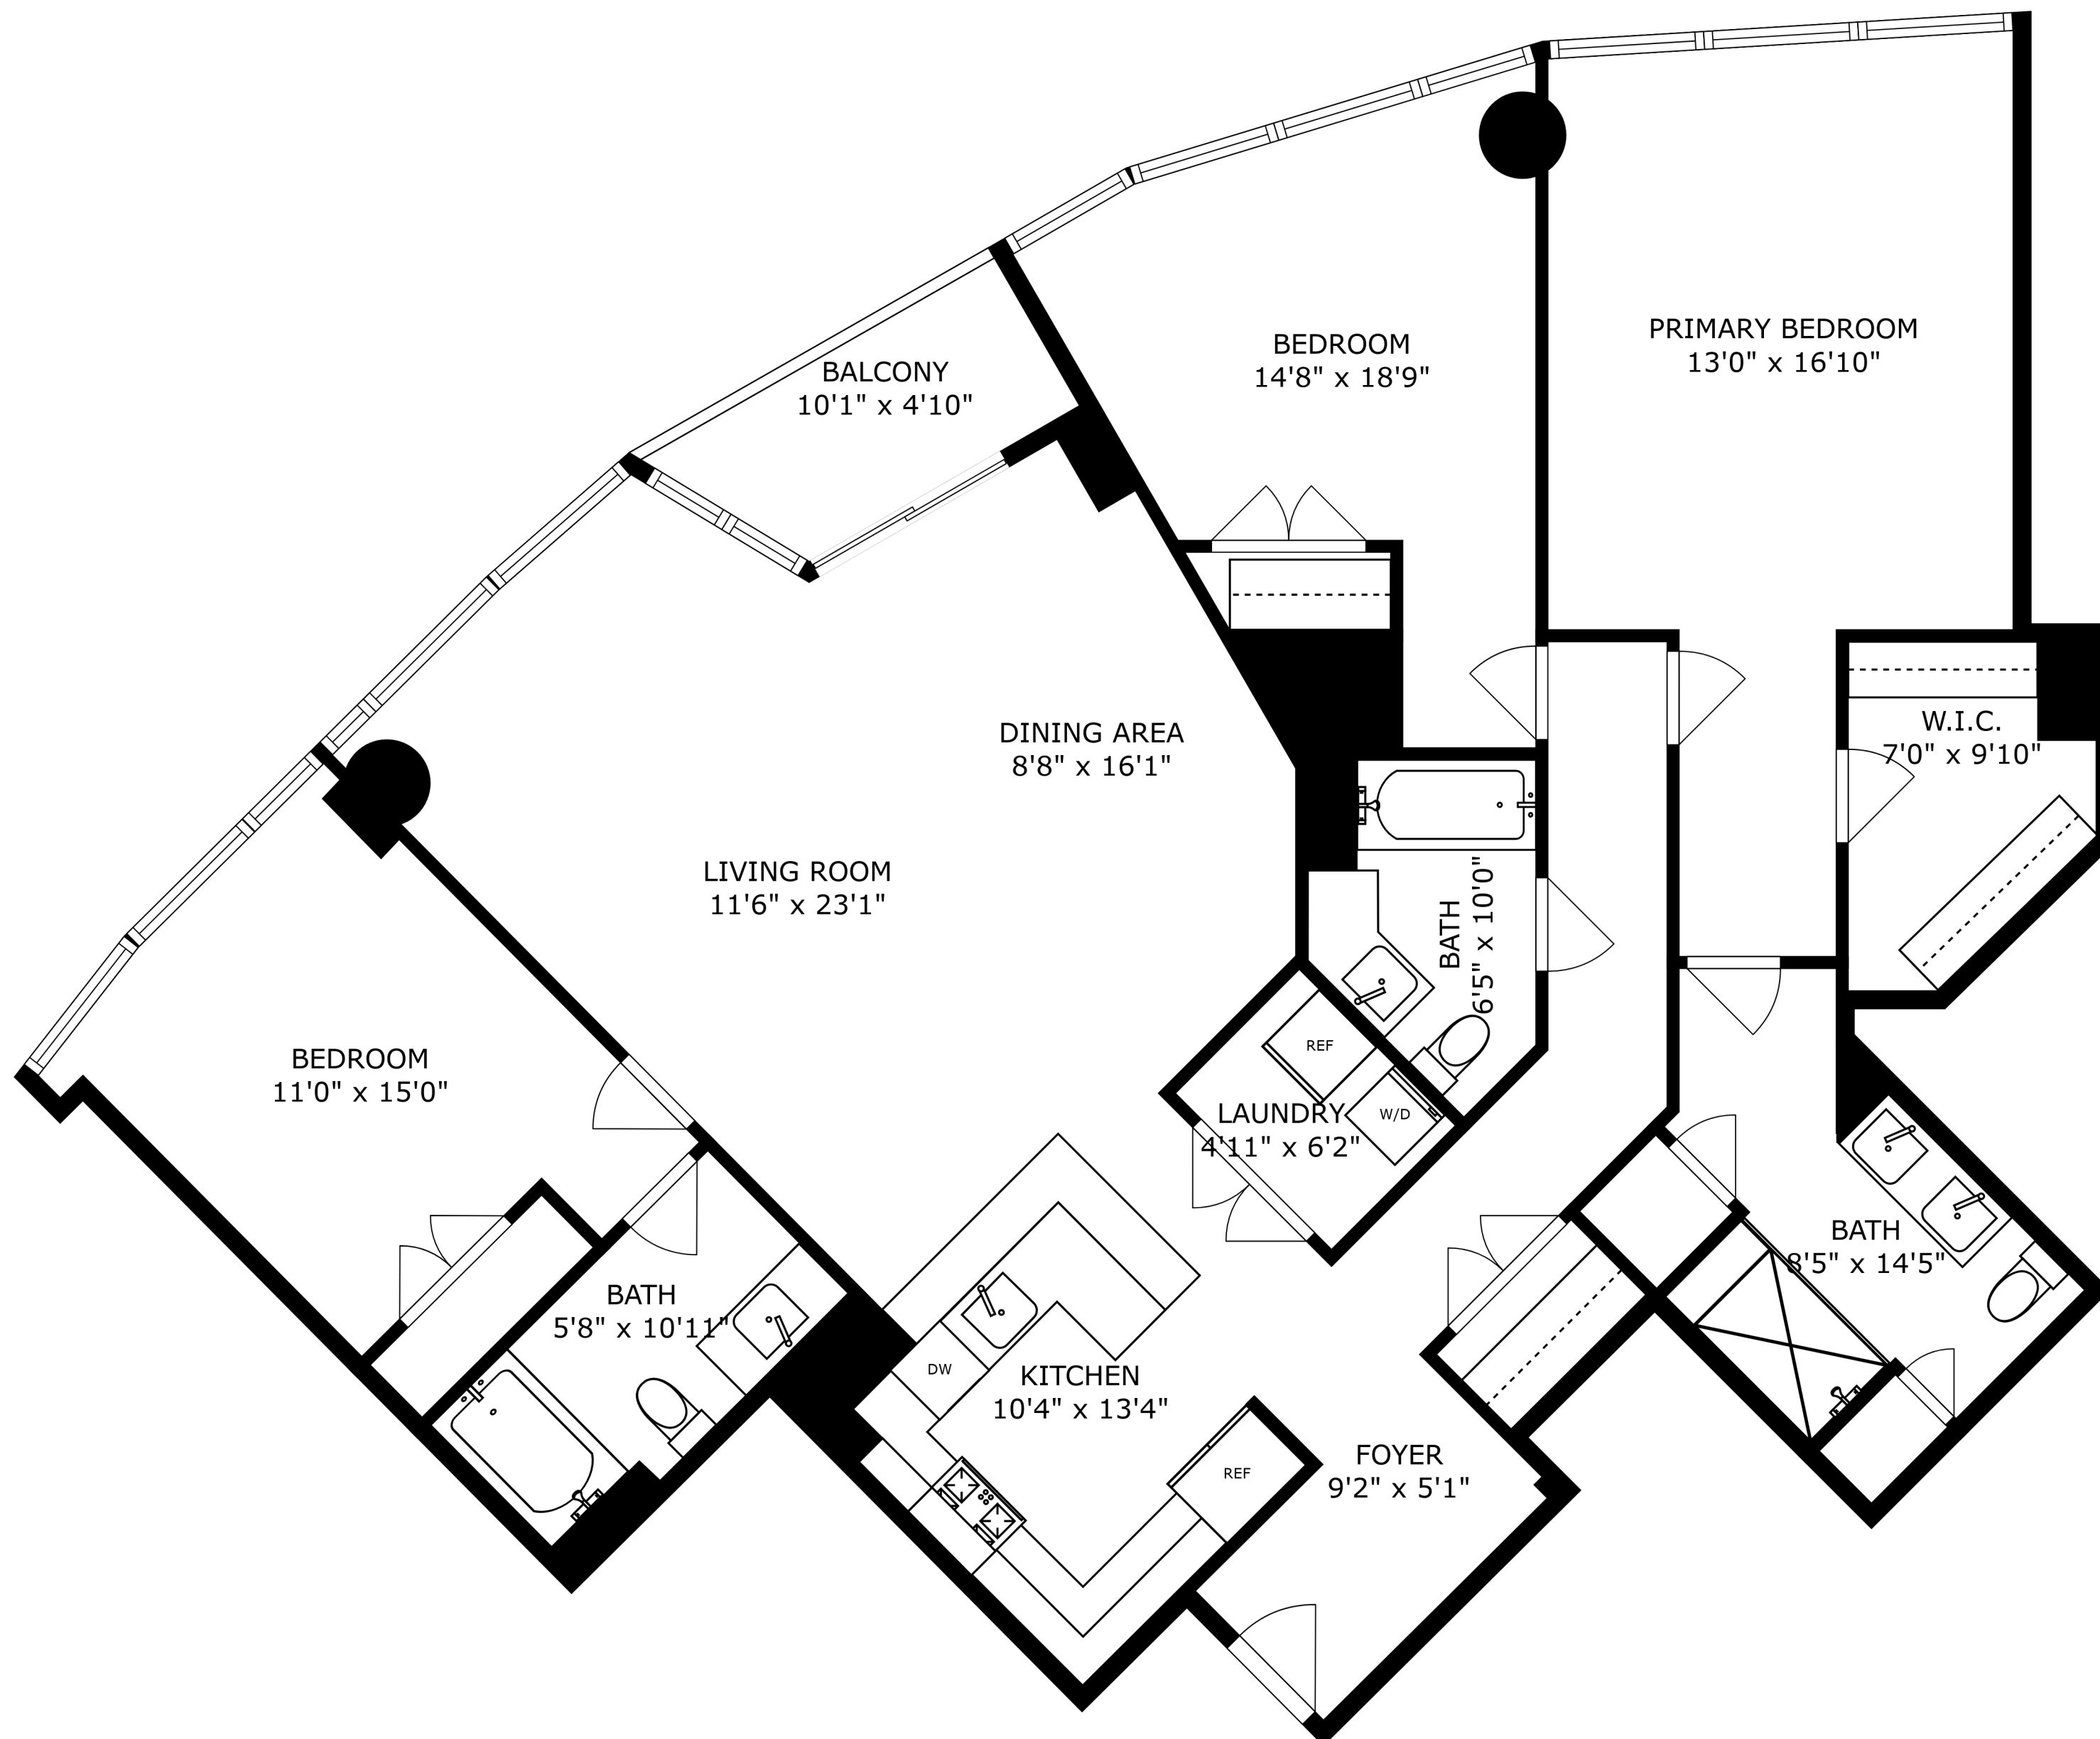 PRIMARY BEDROOM
13'0" x 16'10"
BEDROOM
14'8" x 18'9"
BALCONY
10'1" x 4'10"
W.I.C.
7'0" x 9'10"
DINING AREA
8'8" x 16'1"
LIVING ROOM
11'6" x 23'1"
BATH
6'5" x 10'0"
REF
BEDROOM
11'0" x 15'0"
LAUNDRY
4'11" x 6'2"
W/D
BATH
8'5" x 14'5"
BATH
5'8" x 10'11"
DW
KITCHEN
10'4" x 13'4"
REF
FOYER
9'2" x 5'1"